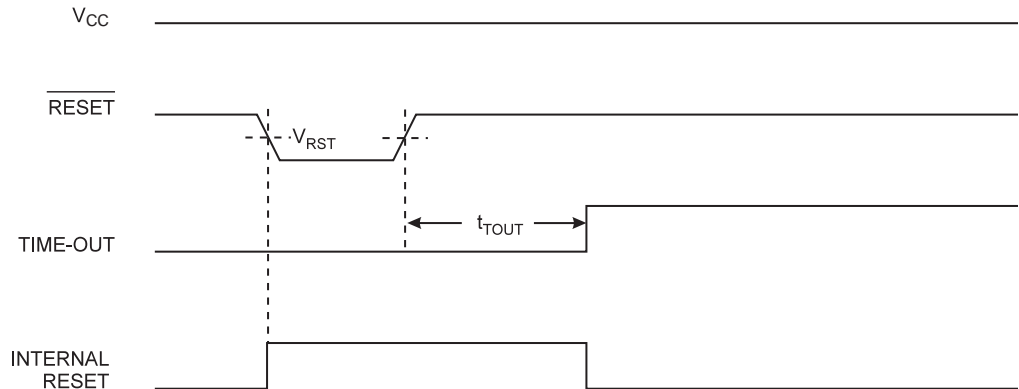 VCC
RESET
VRST
tTOUT
TIME-OUT
INTERNAL
RESET